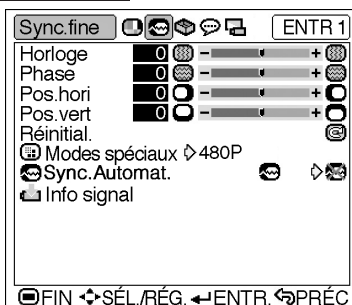 Sync.fine ENTR 1
Horloge 0 - +
Phase 0 - +
Pos.hori 0 - +
Pos.vert 0 - +
Réinitial.
Modes spéciaux 480P
Sync.Automat.
Info signal
FIN SÉL./RÉG. ENTR. PRÉC